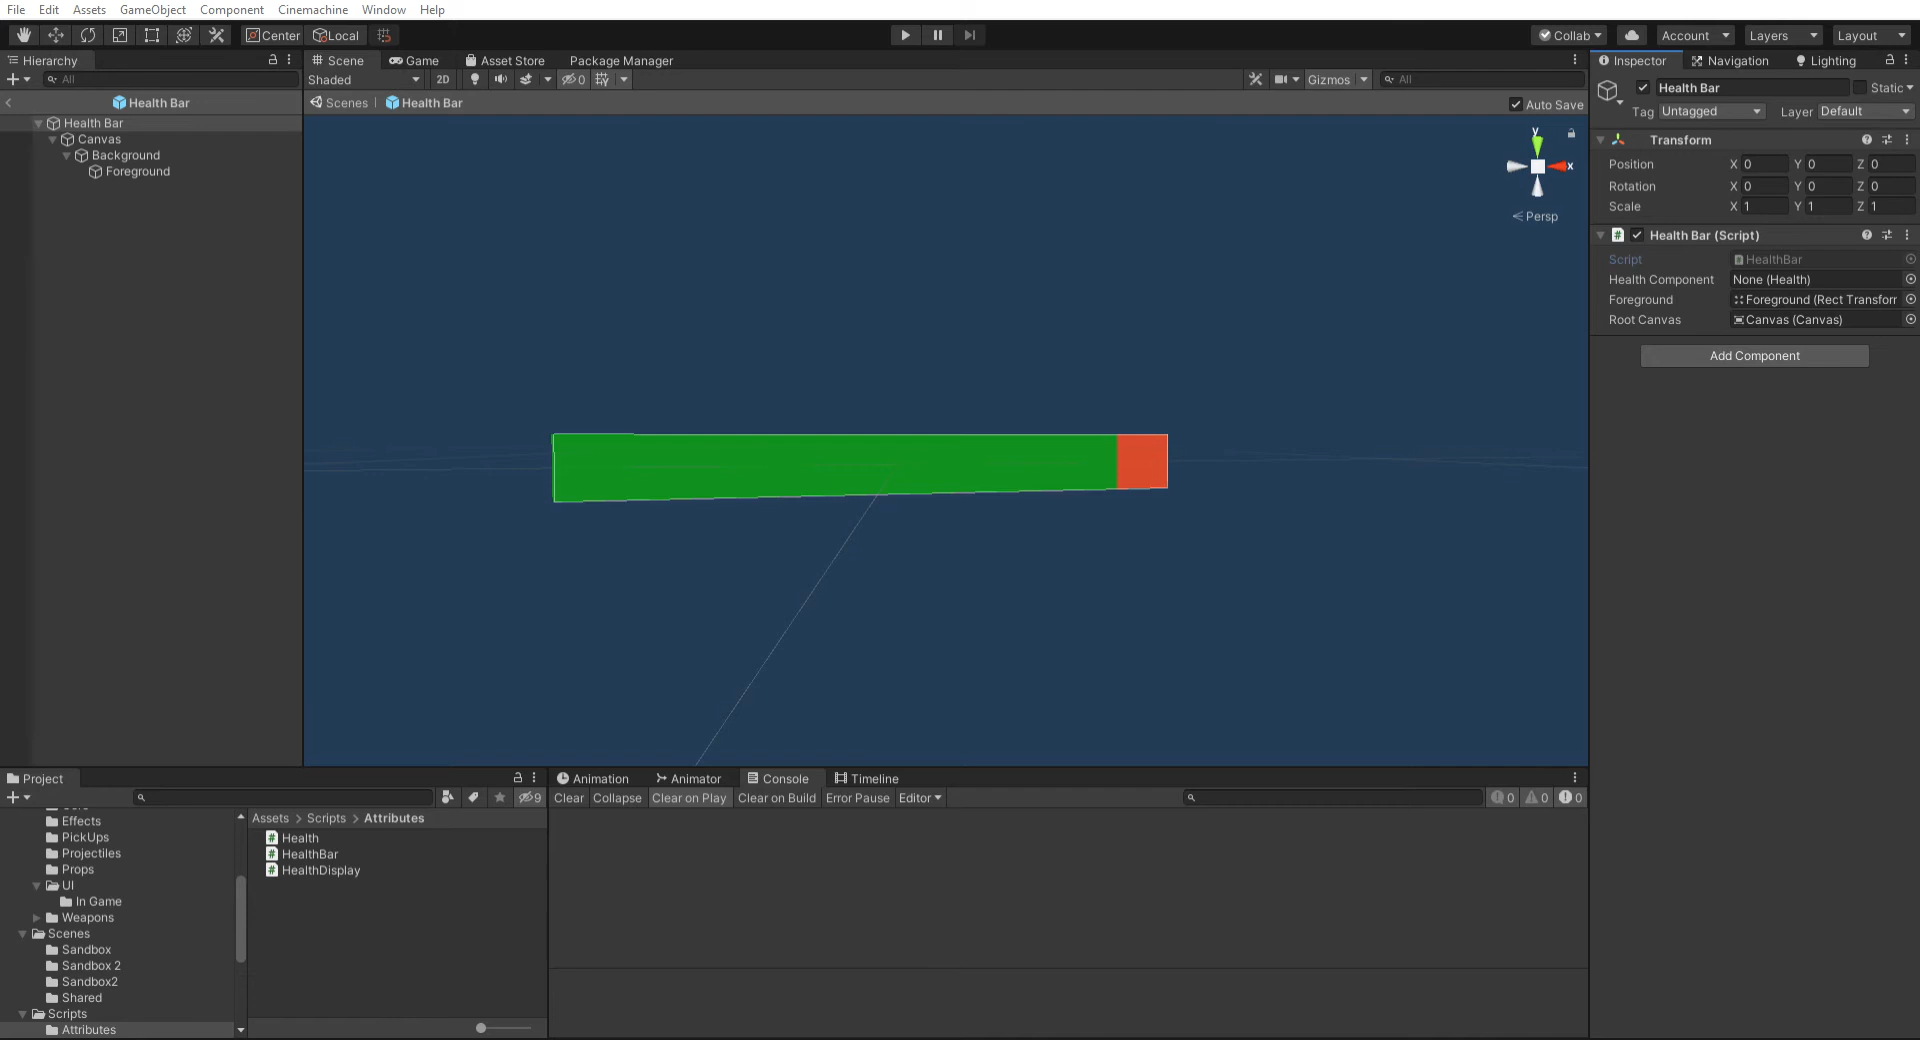 File Edit Assets GameObject Component Cinemachine Window Help
Center Local Collab Account Layers Layout
Hierarchy
All
Health Bar
Health Bar
Canvas
Background
Foreground
Scene Game Asset Store Package Manager
Shaded 2D 0 Gizmos All
Scenes | Health Bar Auto Save
y
x
Persp
Inspector Navigation Lighting
Health Bar Static
Tag Untagged Layer Default
Transform
Position X 0 Y 0 Z 0
Rotation X 0 Y 0 Z 0
Scale X 1 Y 1 Z 1
# Health Bar (Script)
Script HealthBar
Health Component None (Health)
Foreground Foreground (Rect Transforr
Root Canvas Canvas (Canvas)
Add Component
Project
9
Effects
PickUps
Projectiles
Props
UI
In Game
Weapons
Scenes
Sandbox
Sandbox 2
Sandbox2
Shared
Scripts
Attributes
Assets > Scripts > Attributes
# Health
# HealthBar
# HealthDisplay
Animation Animator Console Timeline
Clear Collapse Clear on Play Clear on Build Error Pause Editor 0 0 0